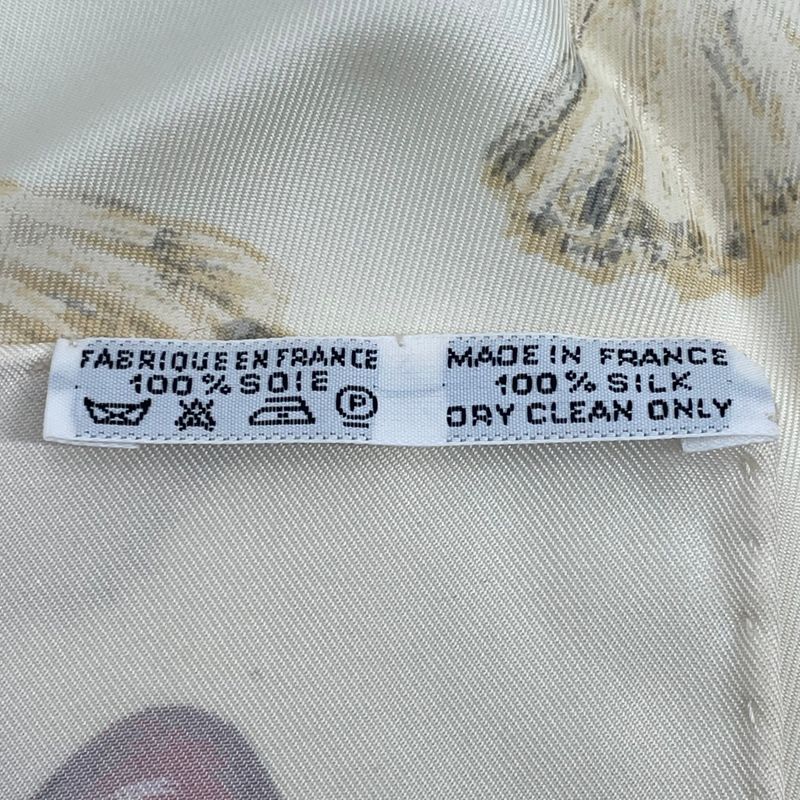 FABRIQUE EN FRANCE
100% SOIE
P
MADE IN FRANCE
100% SILK
DRY CLEAN ONLY